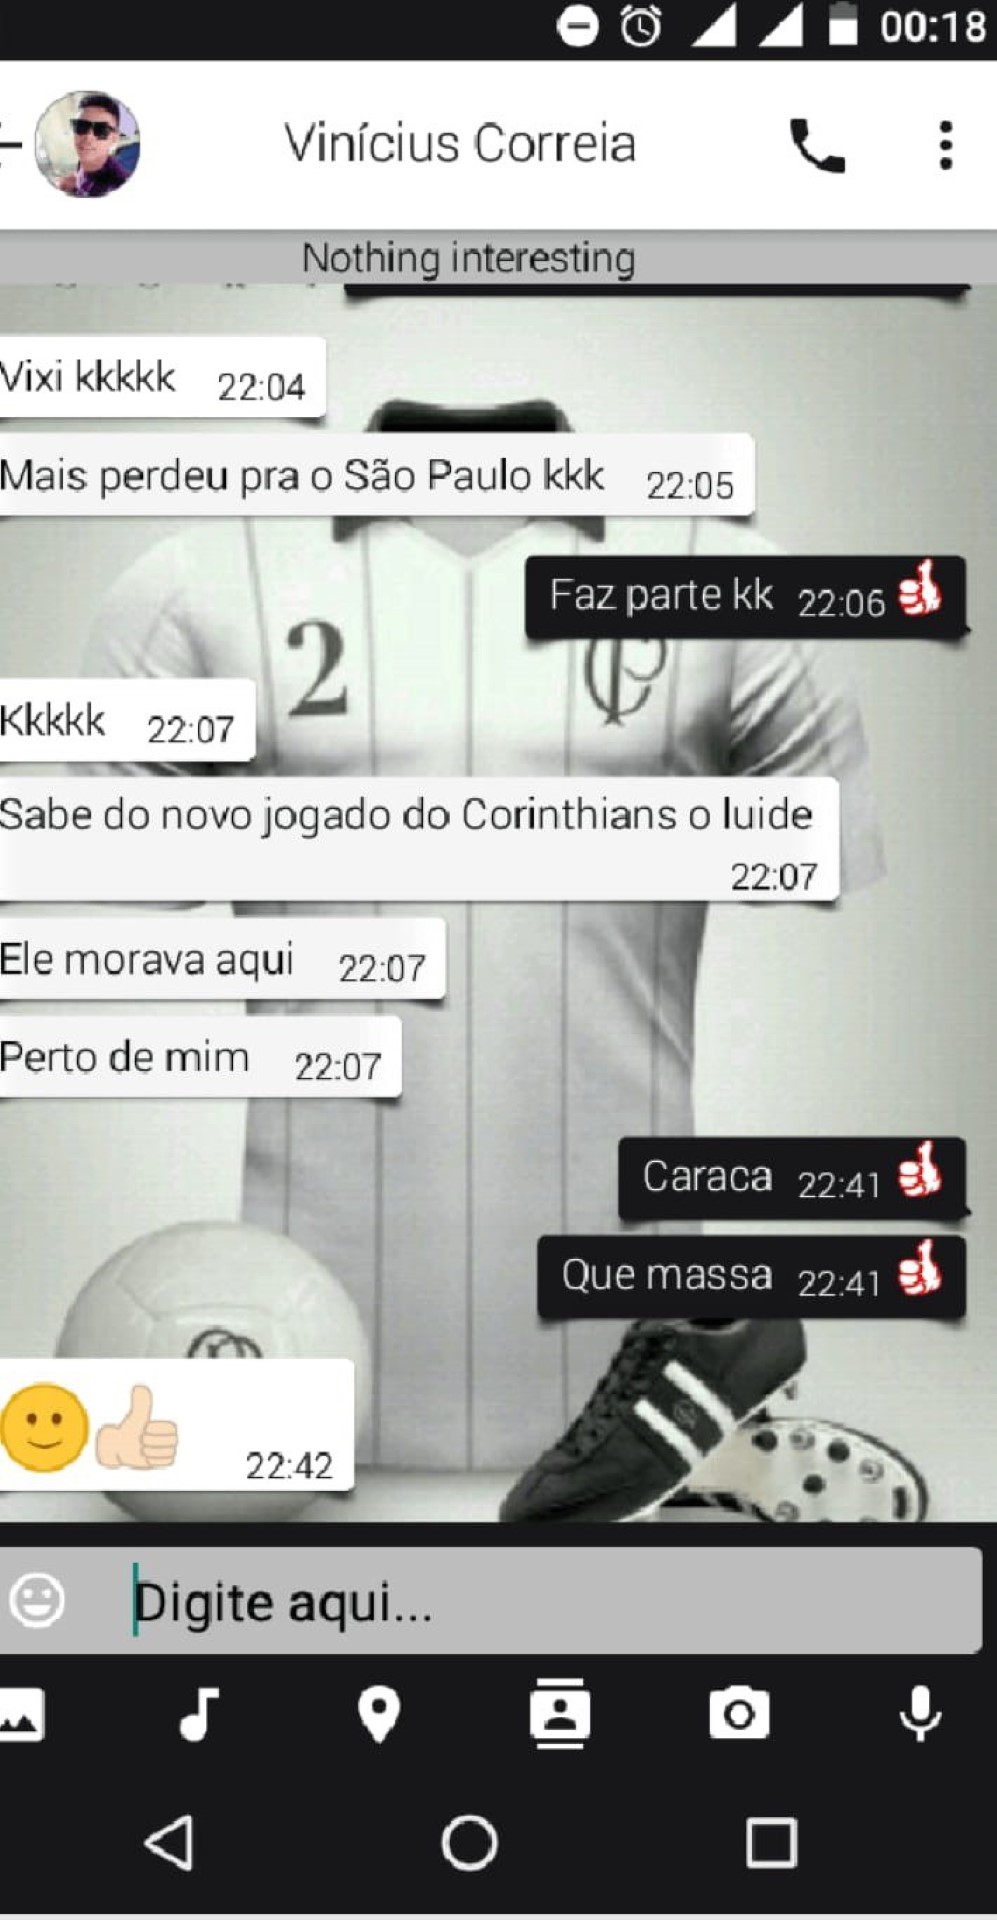 00:18
Vinícius Correia
Nothing interesting
Vixi kkkkk 22:04
Mais perdeu pra o São Paulo kkk 22:05
Faz parte kk 22:06
2
Kkkkk 22:07
Sabe do novo jogado do Corinthians o luide
22:07
Ele morava aqui 22:07
Perto de mim 22:07
Caraca 22:41
Que massa 22:41
22:42
Digite aqui...